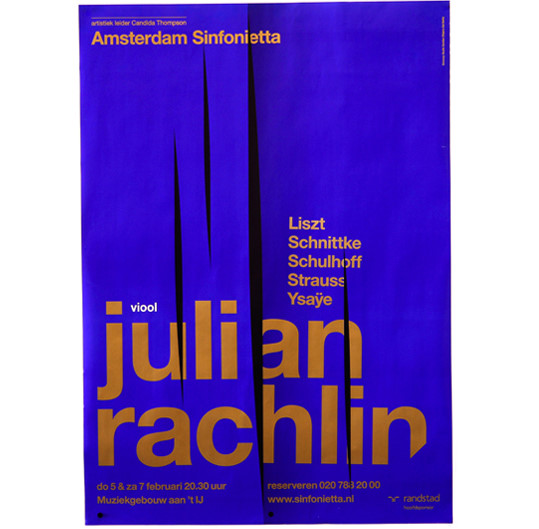 artistiek leider Candida Thompson
Amsterdam Sinfonietta
Liszt
Schnittke
Schulhoff
Strauss
Ysaÿe
viool
julian
rachlin
do 5 & za 7 februari 20.30 uur
Muziekgebouw aan 't IJ
reserveren 020 788 20 00
www.sinfonietta.nl
randstad
hoofdsponsor